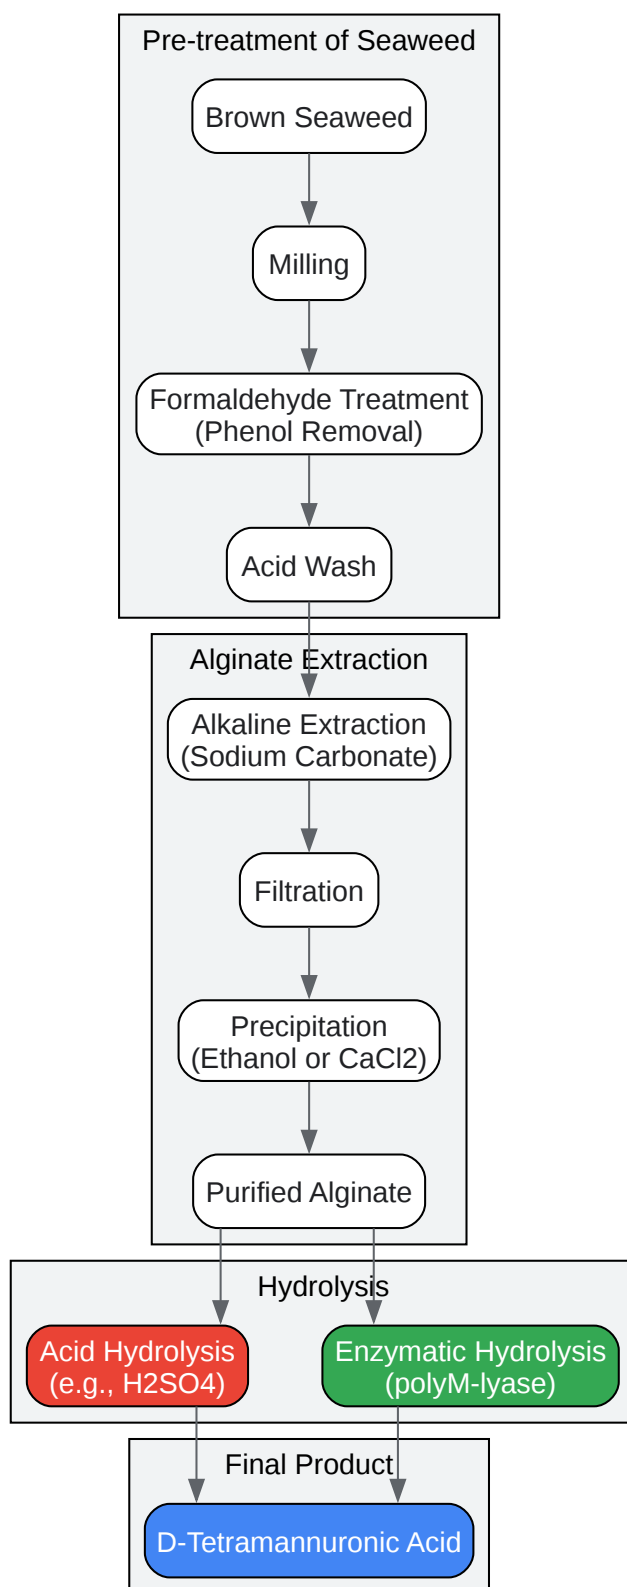 Pre-treatment of Seaweed
Brown Seaweed
Milling
Formaldehyde Treatment
(Phenol Removal)
Acid Wash
Alginate Extraction
Alkaline Extraction
(Sodium Carbonate)
Filtration
Precipitation
(Ethanol or CaCl2)
Purified Alginate
Hydrolysis
Acid Hydrolysis
(e.g., H2SO4)
Enzymatic Hydrolysis
(polyM-lyase)
Final Product
D-Tetramannuronic Acid